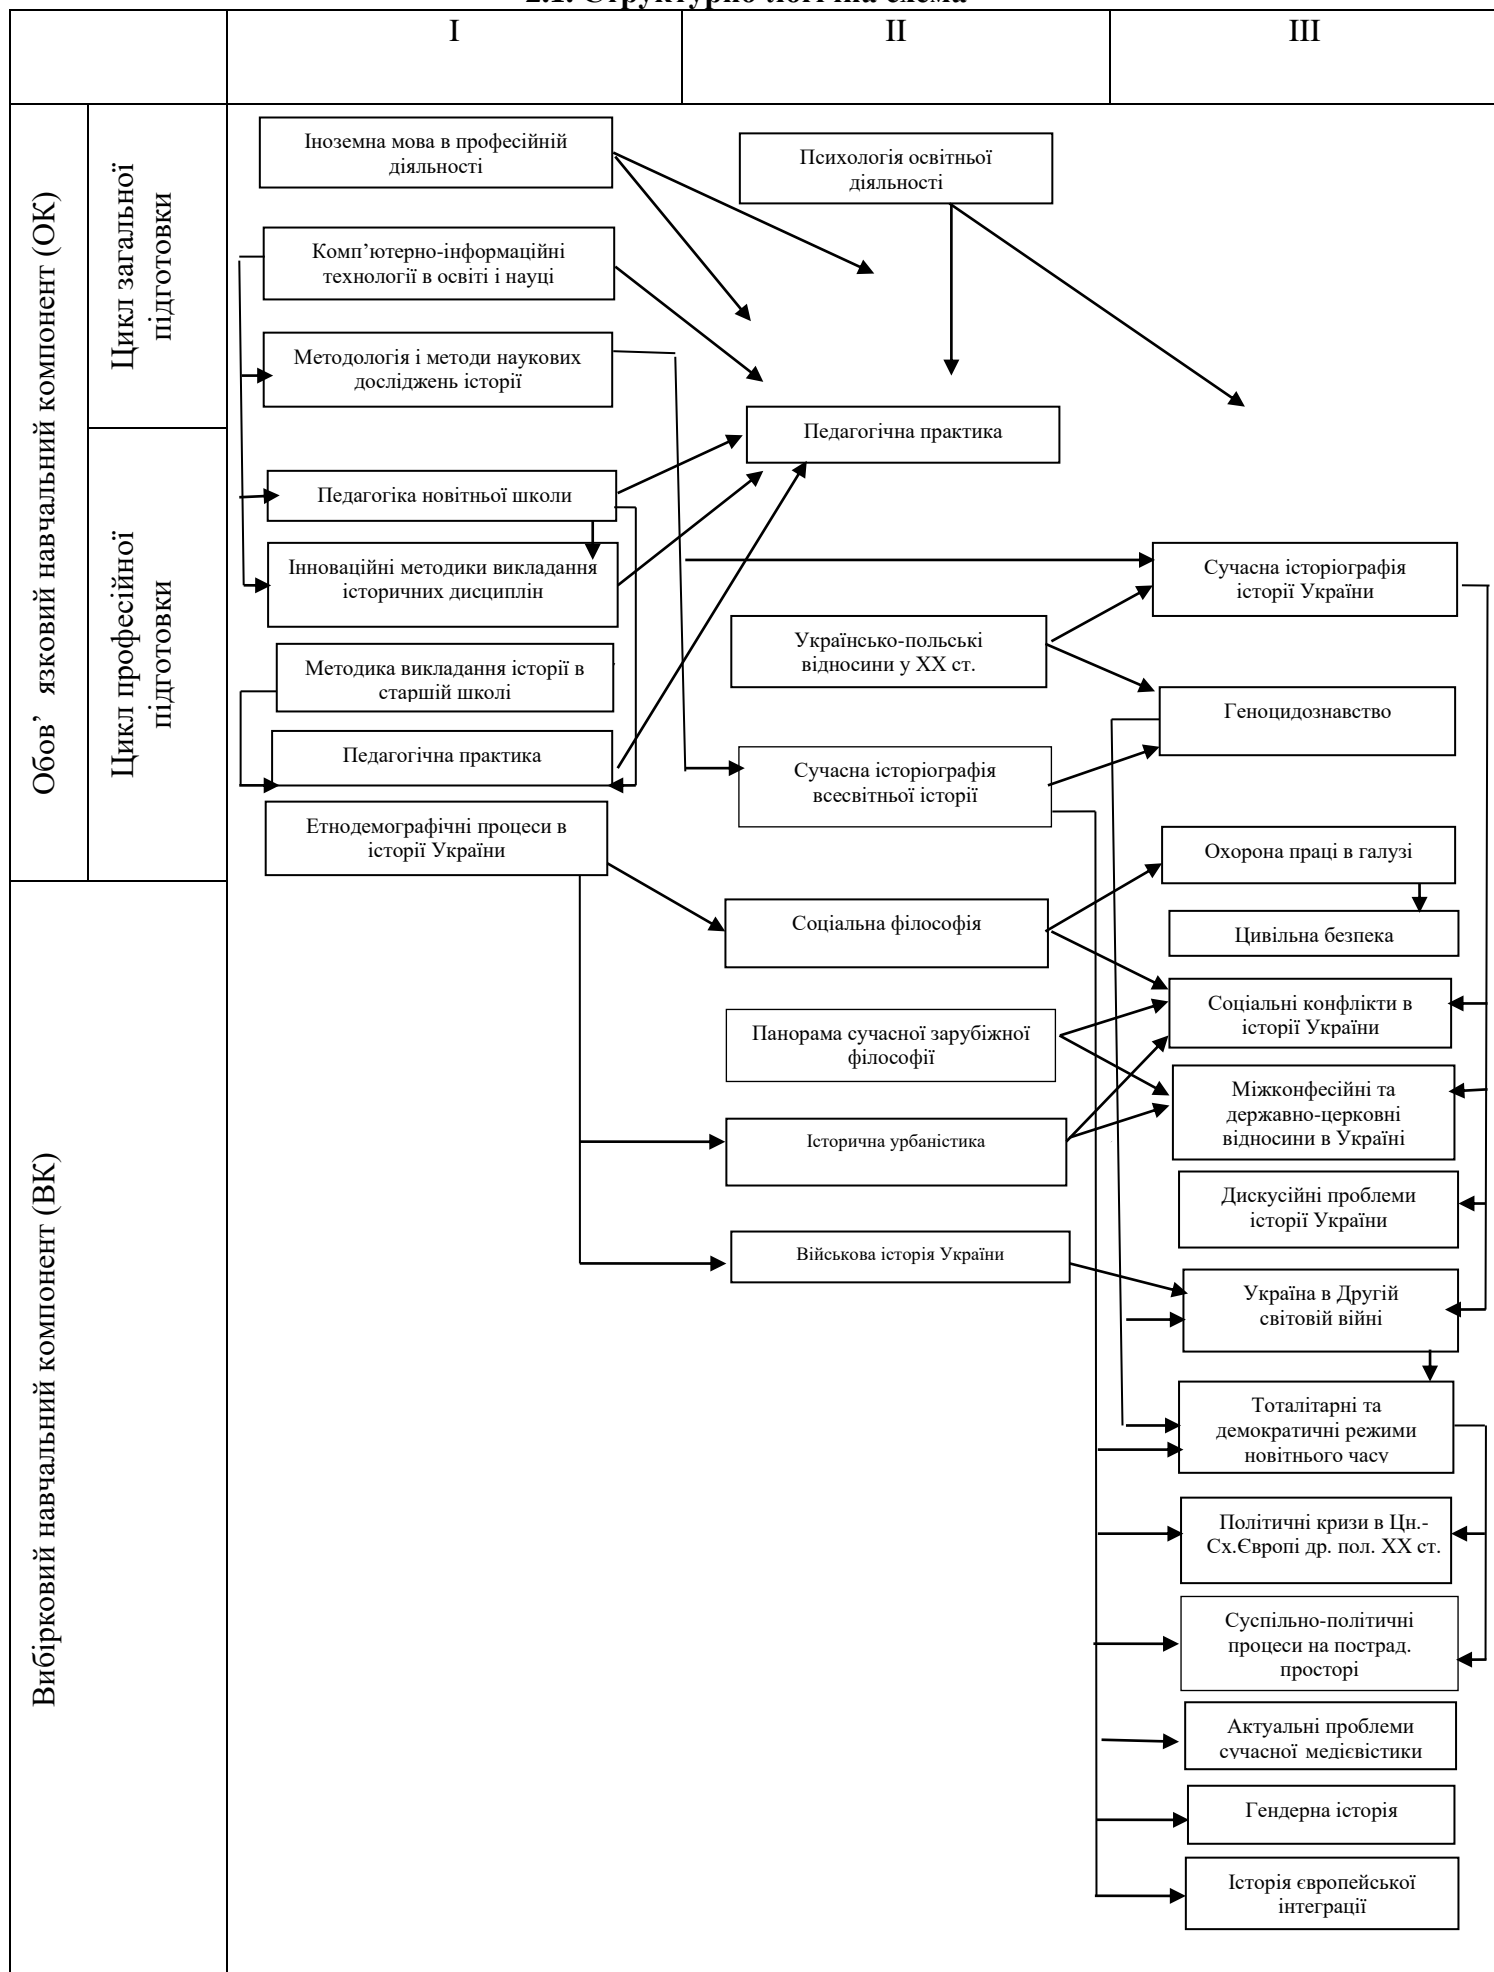 2.1. Структурно-логічна схема
I
II
III
Обов’ язковий навчальний компонент (ОК)
Цикл загальної
підготовки
Цикл професійної
підготовки
Вибірковий навчальний компонент (ВК)
Іноземна мова в професійній
діяльності
Комп’ютерно-інформаційні
технології в освіті і науці
Методологія і методи наукових
досліджень історії
Педагогіка новітньої школи
Інноваційні методики викладання
історичних дисциплін
Методика викладання історії в
старшій школі
Педагогічна практика
Етнодемографічні процеси в
історії України
Психологія освітньої
діяльності
Педагогічна практика
Українсько-польські
відносини у ХХ ст.
Сучасна історіографія
всесвітньої історії
Соціальна філософія
Панорама сучасної зарубіжної
філософії
Історична урбаністика
Військова історія України
Сучасна історіографія
історії України
Геноцидознавство
Охорона праці в галузі
Цивільна безпека
Соціальні конфлікти в
історії України
Міжконфесійні та
державно-церковні
відносини в Україні
Дискусійні проблеми
історії України
Україна в Другій
світовій війні
Тоталітарні та
демократичні режими
новітнього часу
Політичні кризи в Цн.-
Сх.Європі др. пол. ХХ ст.
Суспільно-політичні
процеси на пострад.
просторі
Актуальні проблеми
сучасної медієвістики
Гендерна історія
Історія європейської
інтеграції